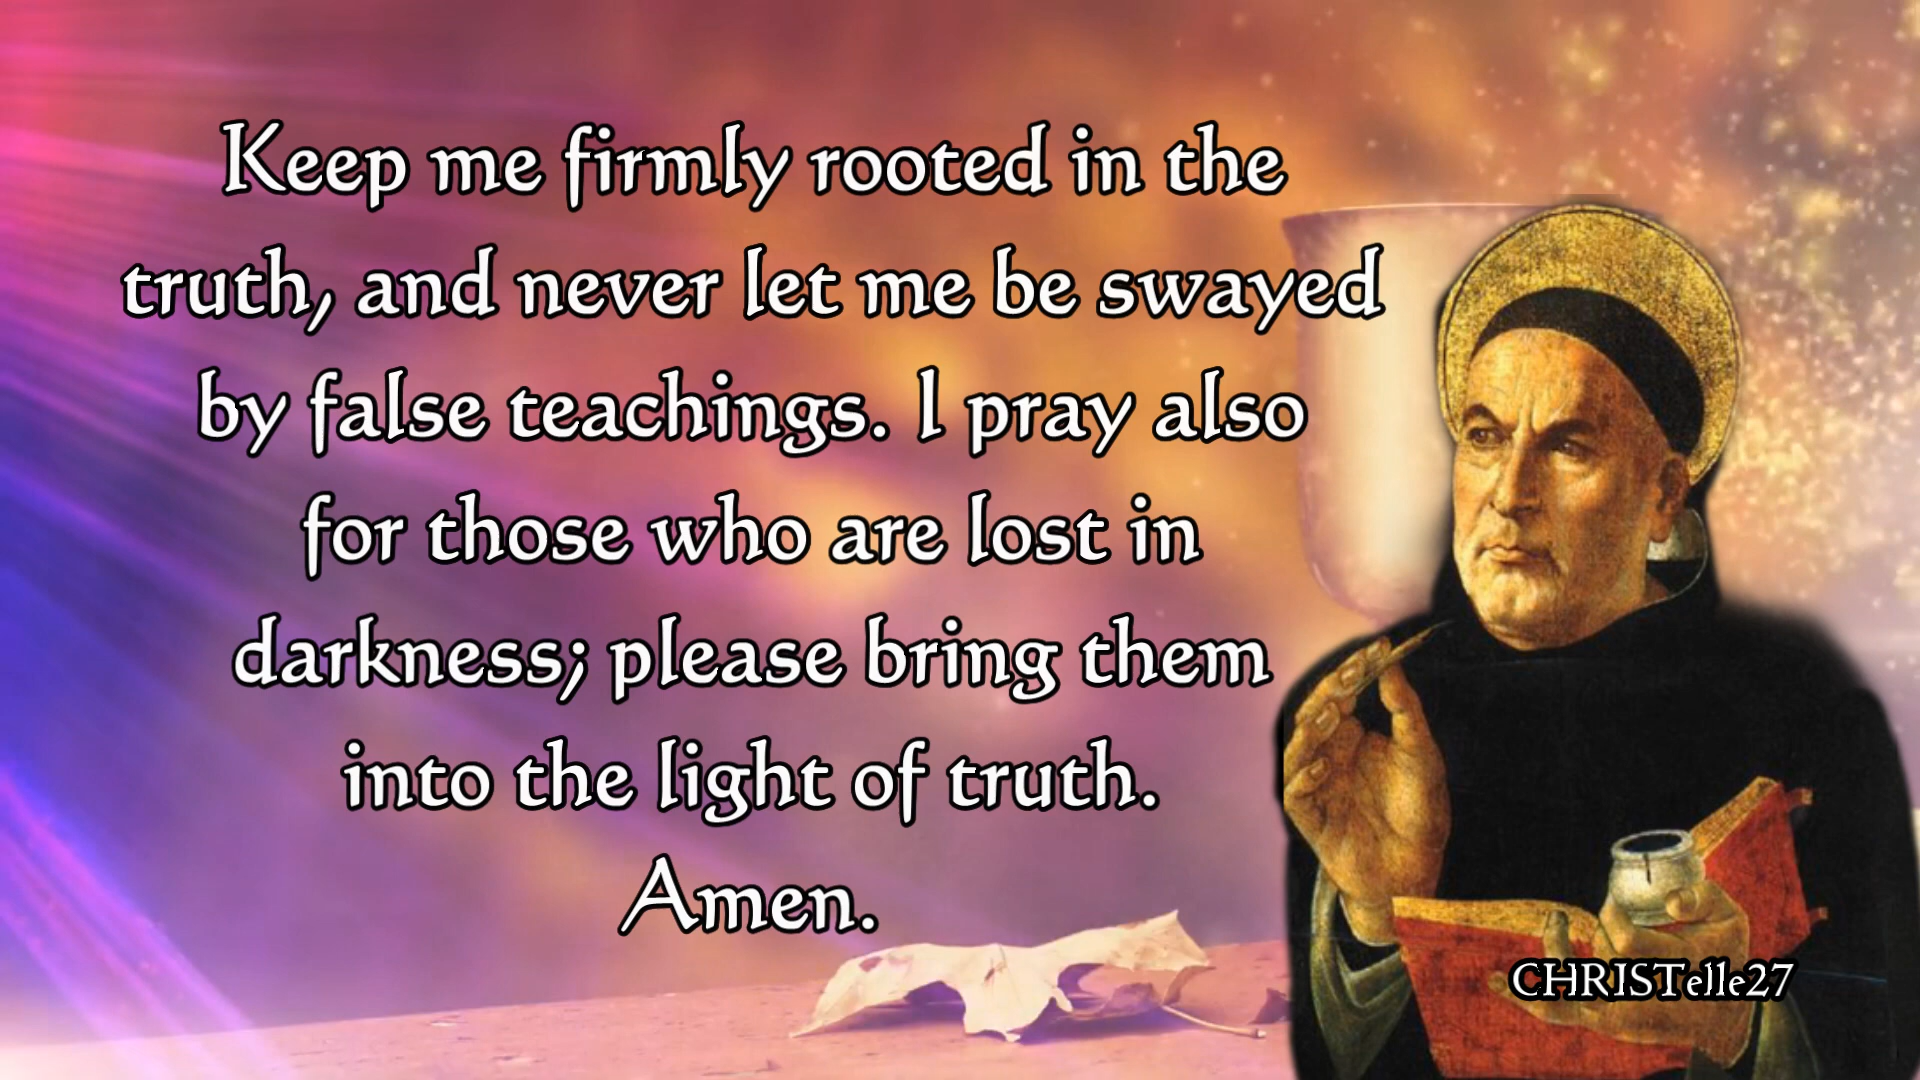 Keep me firmly rooted in the
truth, and never let me be swayed
by false teachings. I pray also
for those who are lost in
darkness; please bring them
into the light of truth.
Amen.
CHRISTelle27